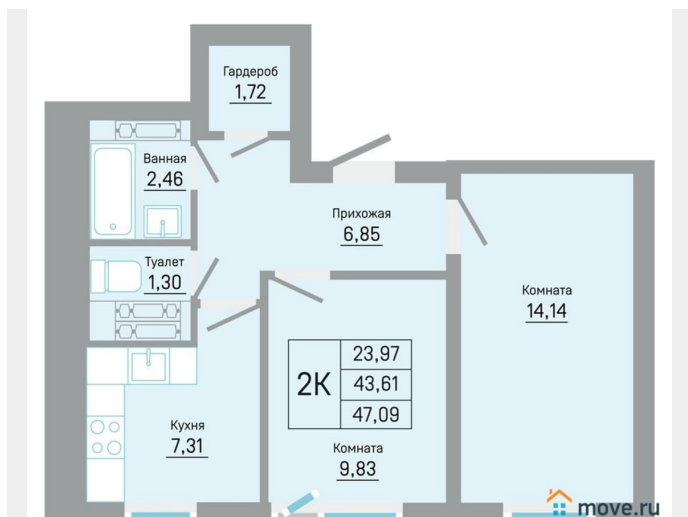 Гардероб
1,72
Ванная
2,46
Прихожая
6,85
Туалет
1,30
Комната
14,14
2К
23,97
43,61
47,09
Кухня
7,31
Комната
9,83
move.ru